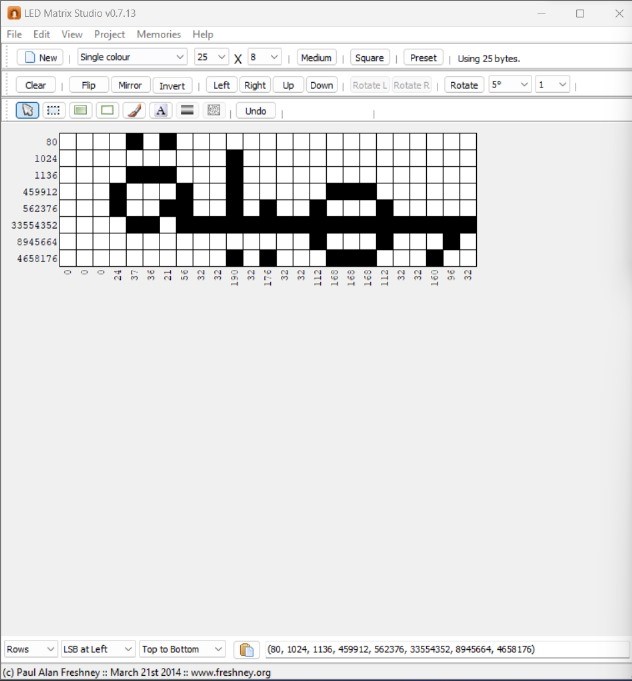 LED Matrix Studio v0.7.13
File Edit View Project Memories Help
New Single colour 25 X 8 Medium Square Preset Using 25 bytes.
Clear Flip Mirror Invert Left Right Up Down Rotate L Rotate R Rotate 5° 1
A Undo
80
1024
1136
459912
562376
33554352
8945664
4658176
0 0 0 24 37 36 21 56 32 32 190 32 176 32 32 112 168 168 168 112 32 32 160 96 32
Rows LSB at Left Top to Bottom (80, 1024, 1136, 459912, 562376, 33554352, 8945664, 4658176)
(c) Paul Alan Freshney :: March 21st 2014 :: www.freshney.org